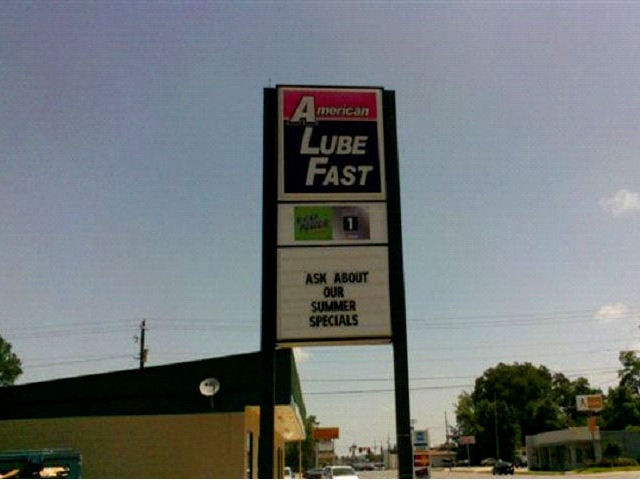 American
Lube
Fast
1
ASK ABOUT
OUR
SUMMER
SPECIALS